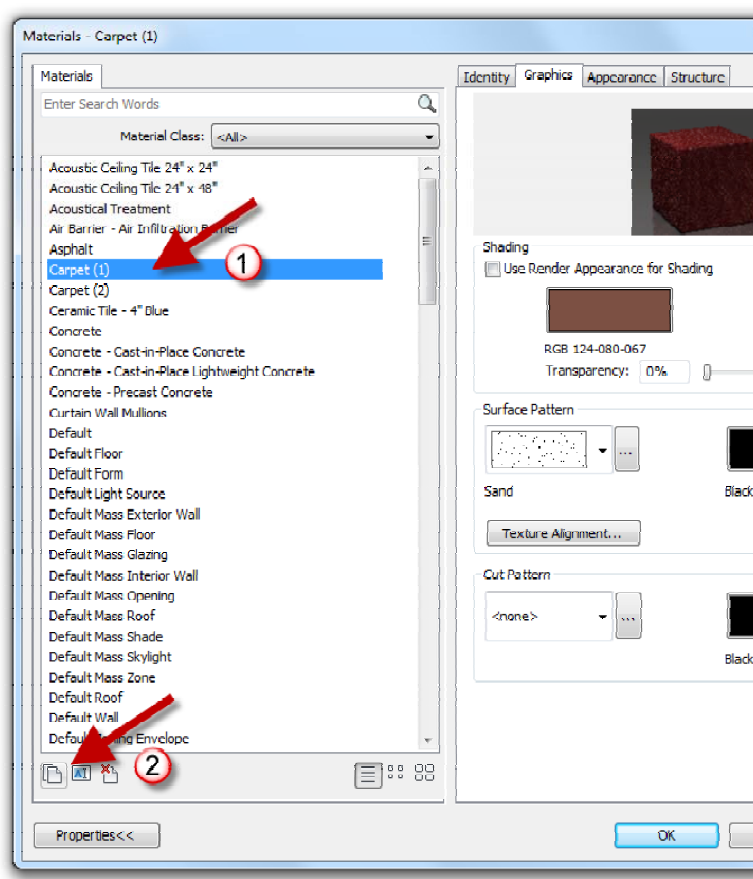 Materials - Carpet (1)
Materials
Enter Search Words
Material Class: <All>
Acoustic Ceiling Tile 24" x 24"
Acoustic Ceiling Tile 24" x 48"
Acoustical Treatment
Air Barrier - Air Infiltration
Asphalt
Carpet (1)
1
Carpet (2)
Ceramic Tile - 4" Blue
Concrete
Concrete - Cast-in-Place Concrete
Concrete - Cast-in-Place Lightweight Concrete
Concrete - Precast Concrete
Curtain Wall Mullions
Default
Default Floor
Default Form
Default Light Source
Default Mass Exterior Wall
Default Mass Floor
Default Mass Glazing
Default Mass Interior Wall
Default Mass Opening
Default Mass Roof
Default Mass Shade
Default Mass Skylight
Default Mass Zone
Default Roof
Default Wall
Envelope
2
AI
Properties<<
Identity Graphics Appearance Structure
Shading
Use Render Appearance for Shading
RGB 124-080-067
Transparency: 0%
Surface Pattern
...
Sand
Black
Texture Alignment...
Cut Pattern
<none>
...
Black
OK